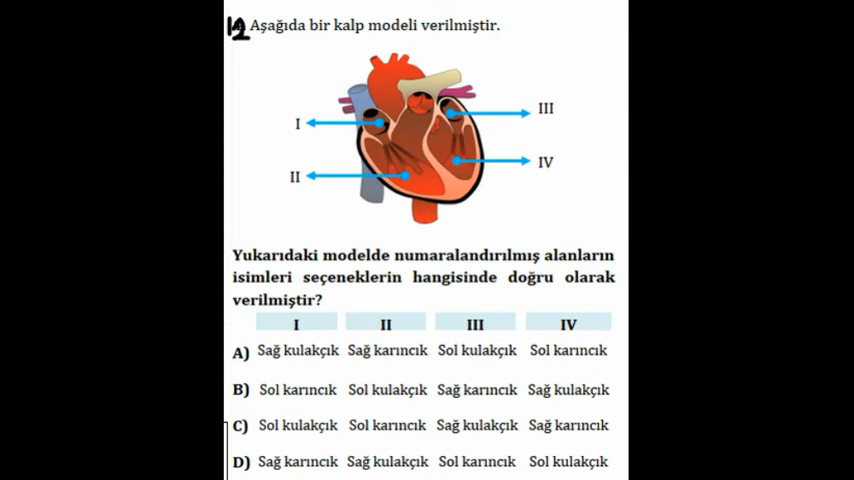 12 Aşağıda bir kalp modeli verilmiştir.
I
III
II
IV
Yukarıdaki modelde numaralandırılmış alanların
isimleri seçeneklerin hangisinde doğru olarak
verilmiştir?
I II III IV
A) Sağ kulakçık Sağ karıncık Sol kulakçık Sol karıncık
B) Sol karıncık Sol kulakçık Sağ karıncık Sağ kulakçık
C) Sol kulakçık Sol karıncık Sağ kulakçık Sağ karıncık
D) Sağ karıncık Sağ kulakçık Sol karıncık Sol kulakçık